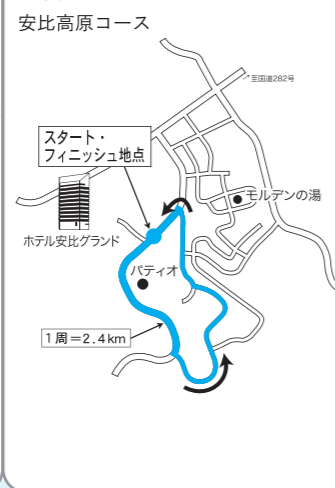 安比高原コース
至国道282号
スタート・
フィニッシュ地点
モルデンの湯
ホテル安比グランド
パティオ
1周=2.4km